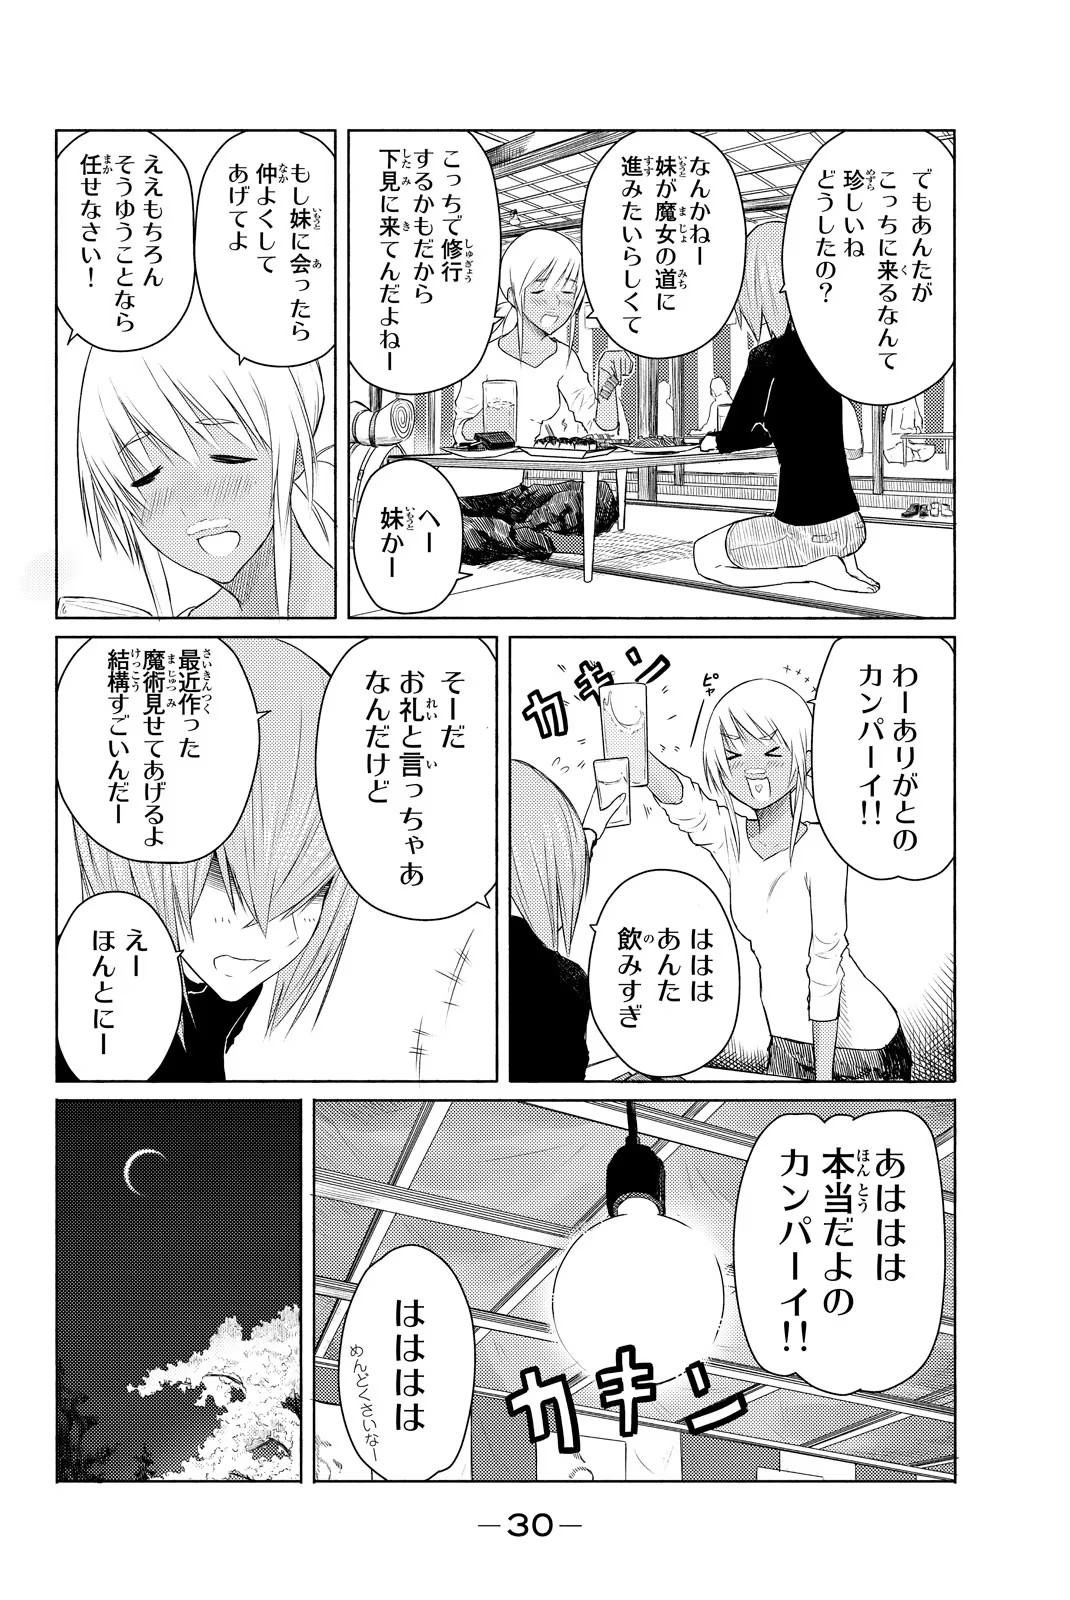 でもあんたが
こっちに来るなんて
珍しいね
どうしたの？
なんかねー
妹が魔女の道に
進みたいらしくて
こっちで修行
するかもだから
下見に来てんだよねー
へー
妹かー
もし妹に会ったら
仲よくして
あげてよ
ええもちろん
そうゆうことなら
任せなさい！
わーありがとの
カンパーイ!!
ピャ
カキン
ははは
あんた
飲みすぎ
そーだ
お礼と言っちゃあ
なんだけど
最近作った
魔術見せてあげるよ
結構すごいんだー
えー
ほんとにー
あははは
本当だよの
カンパーイ!!
カキン
はははは
めんどくさいなー
—30—